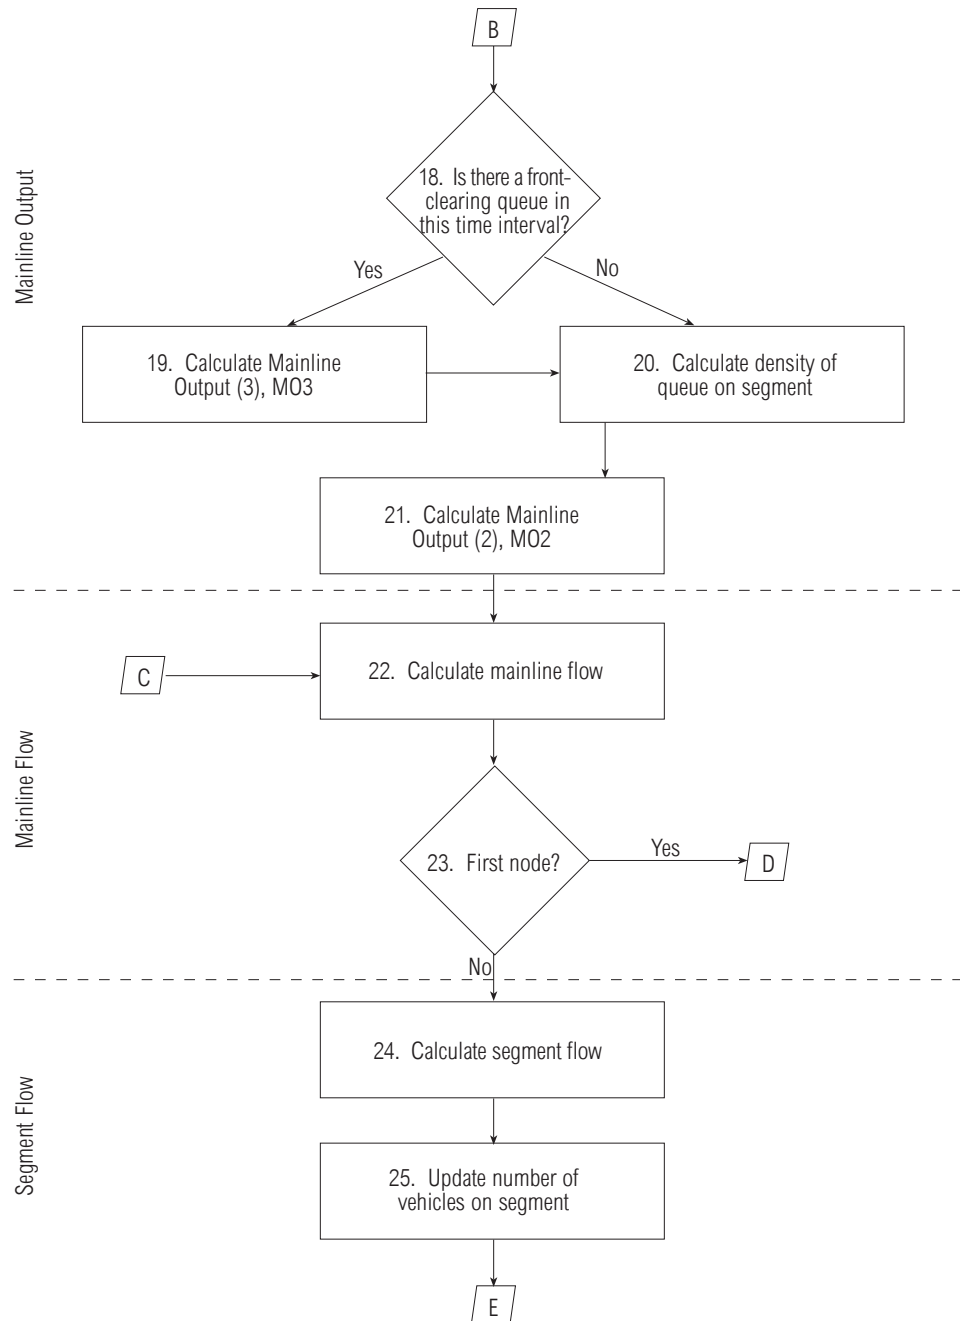 B
Mainline Output
18. Is there a front-
clearing queue in
this time interval?
Yes
No
19. Calculate Mainline
Output (3), MO3
20. Calculate density of
queue on segment
21. Calculate Mainline
Output (2), MO2
Mainline Flow
C
22. Calculate mainline flow
23. First node?
Yes
D
No
Segment Flow
24. Calculate segment flow
25. Update number of
vehicles on segment
E